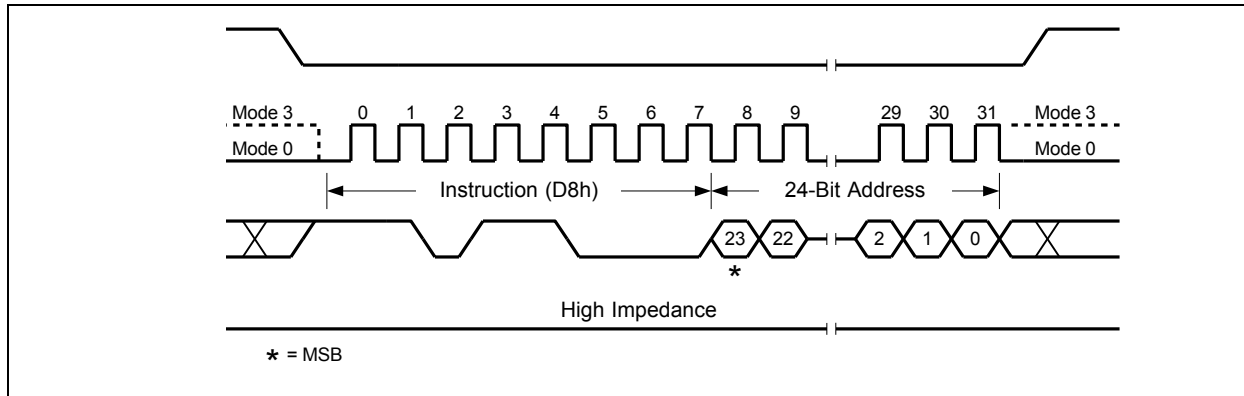 Mode 3 0 1 2 3 4 5 6 7 8 9 29 30 31 Mode 3
Mode 0 Mode 0
Instruction (D8h) 24-Bit Address
23 22 2 1 0
*
High Impedance
* = MSB